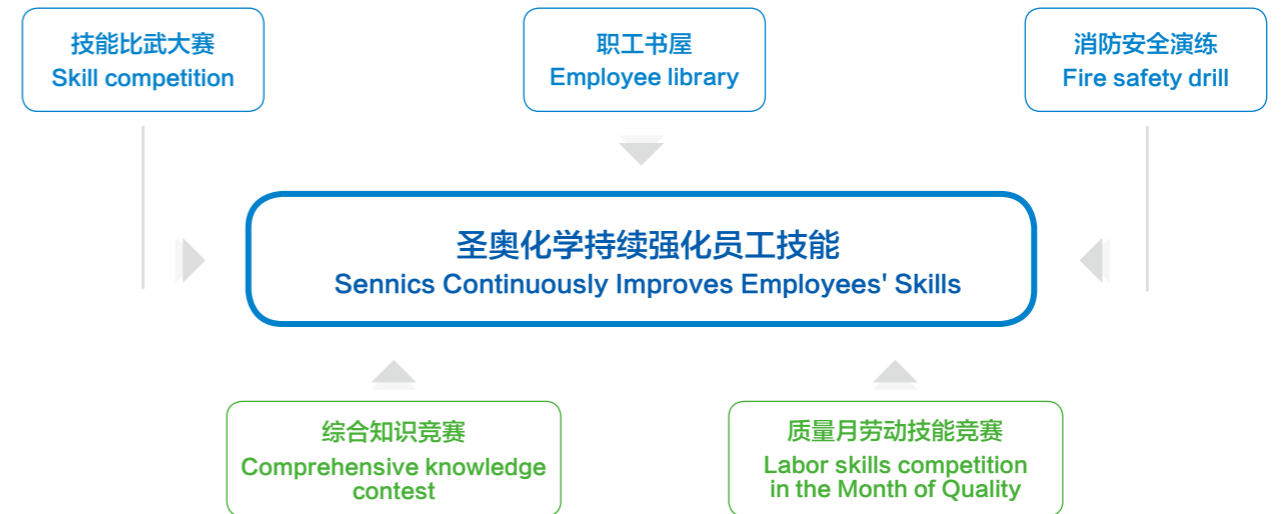 技能比武大赛
Skill competition
职工书屋
Employee library
消防安全演练
Fire safety drill
圣奥化学持续强化员工技能
Sennics Continuously Improves Employees' Skills
综合知识竞赛
Comprehensive knowledge
contest
质量月劳动技能竞赛
Labor skills competition
in the Month of Quality